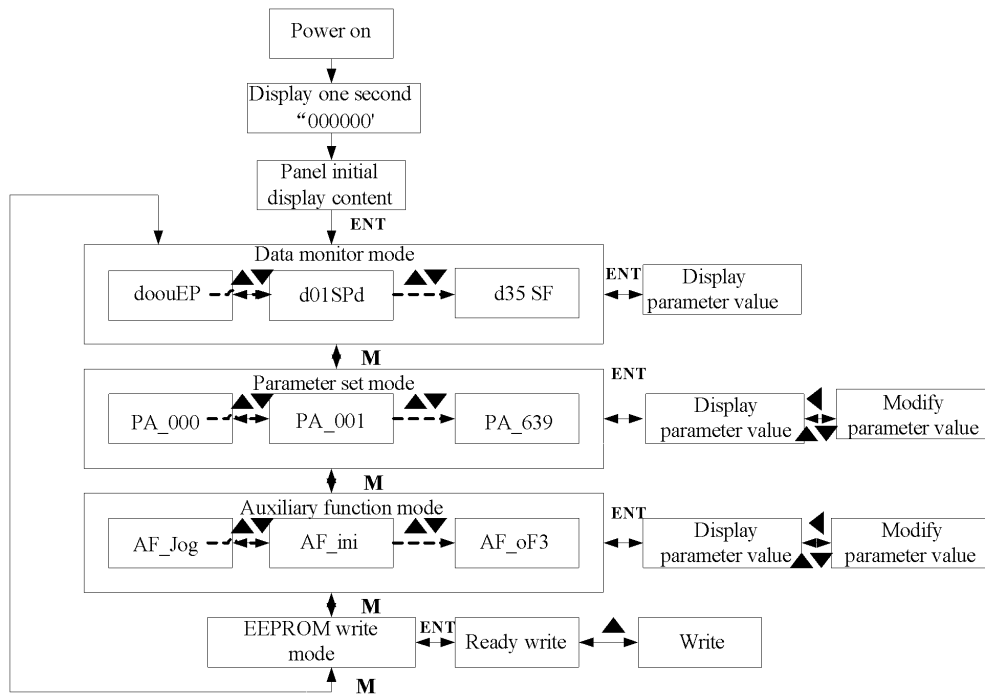 Power on
Display one second
“000000'
Panel initial
display content
ENT
Data monitor mode
doouEP
d01SPd
d35 SF
ENT
Display
parameter value
M
Parameter set mode
PA_000
PA_001
PA_639
ENT
Display
parameter value
Modify
parameter value
M
Auxiliary function mode
AF_Jog
AF_ini
AF_oF3
ENT
Display
parameter value
Modify
parameter value
M
EEPROM write
mode
ENT
Ready write
Write
M